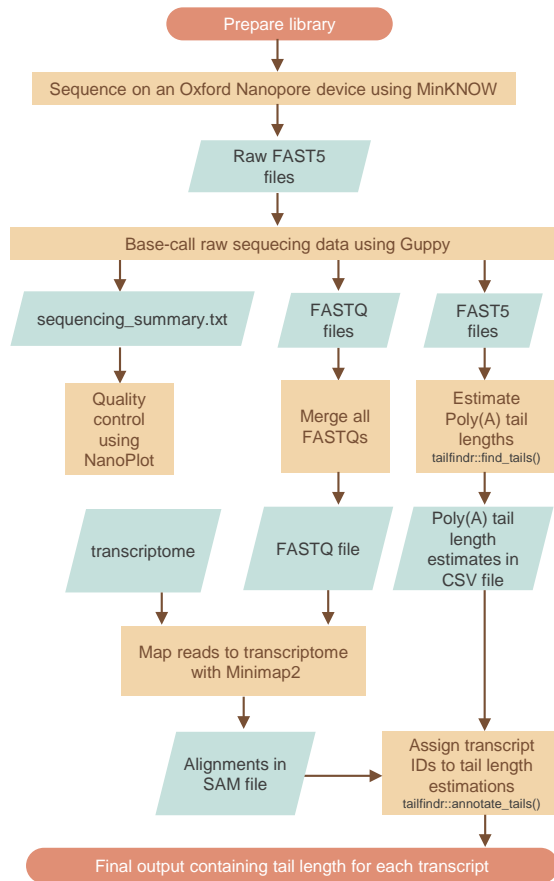 Prepare library
Sequence on an Oxford Nanopore device using MinKNOW
Raw FAST5
files
Base-call raw sequecing data using Guppy
sequencing_summary.txt
FASTQ
files
FAST5
files
Quality
control
using
NanoPlot
Merge all
FASTQs
Estimate
Poly(A) tail
lengths
tailfindr::find_tails()
transcriptome
FASTQ file
Poly(A) tail
length
estimates in
CSV file
Map reads to transcriptome
with Minimap2
Alignments in
SAM file
Assign transcript
IDs to tail length
estimations
tailfindr::annotate_tails()
Final output containing tail length for each transcript